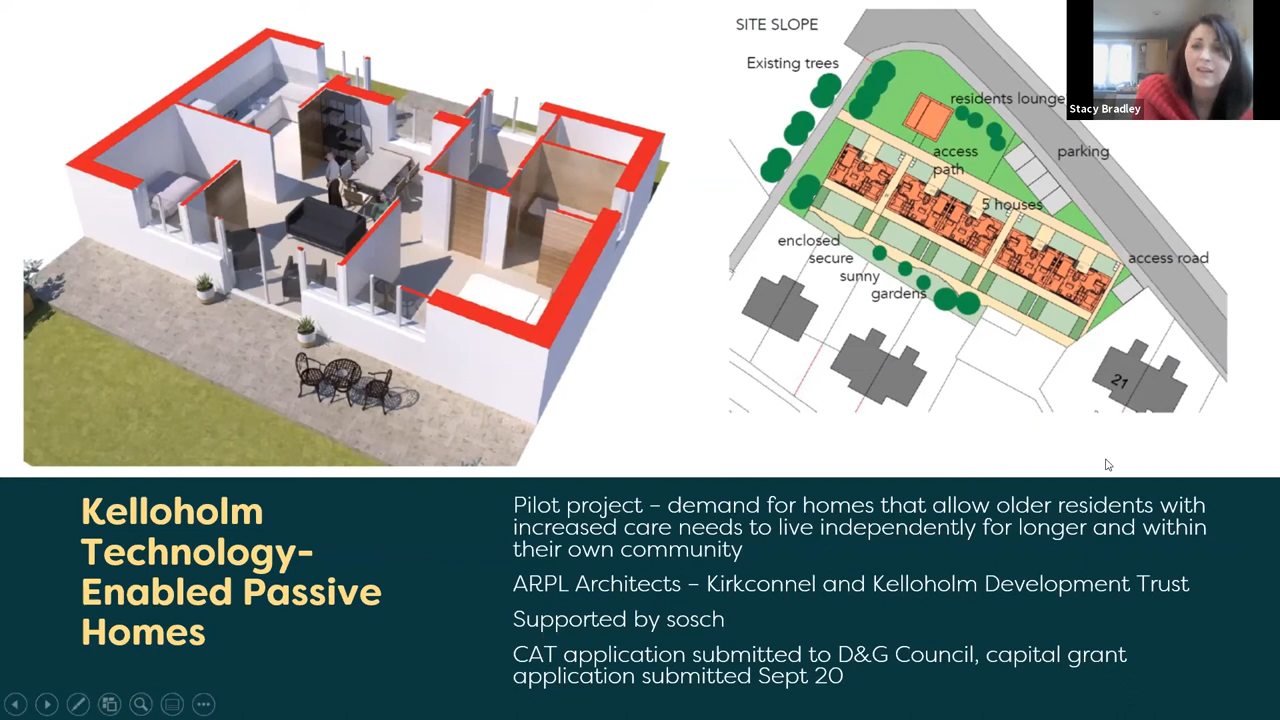 SITE SLOPE
Existing trees
residents lounge
access
path
parking
5 houses
enclosed
secure
sunny
gardens
access road
21
Stacy Bradley
Kelloholm
Technology-
Enabled Passive
Homes
Pilot project – demand for homes that allow older residents with
increased care needs to live independently for longer and within
their own community
ARPL Architects – Kirkconnel and Kelloholm Development Trust
Supported by sosch
CAT application submitted to D&G Council, capital grant
application submitted Sept 20